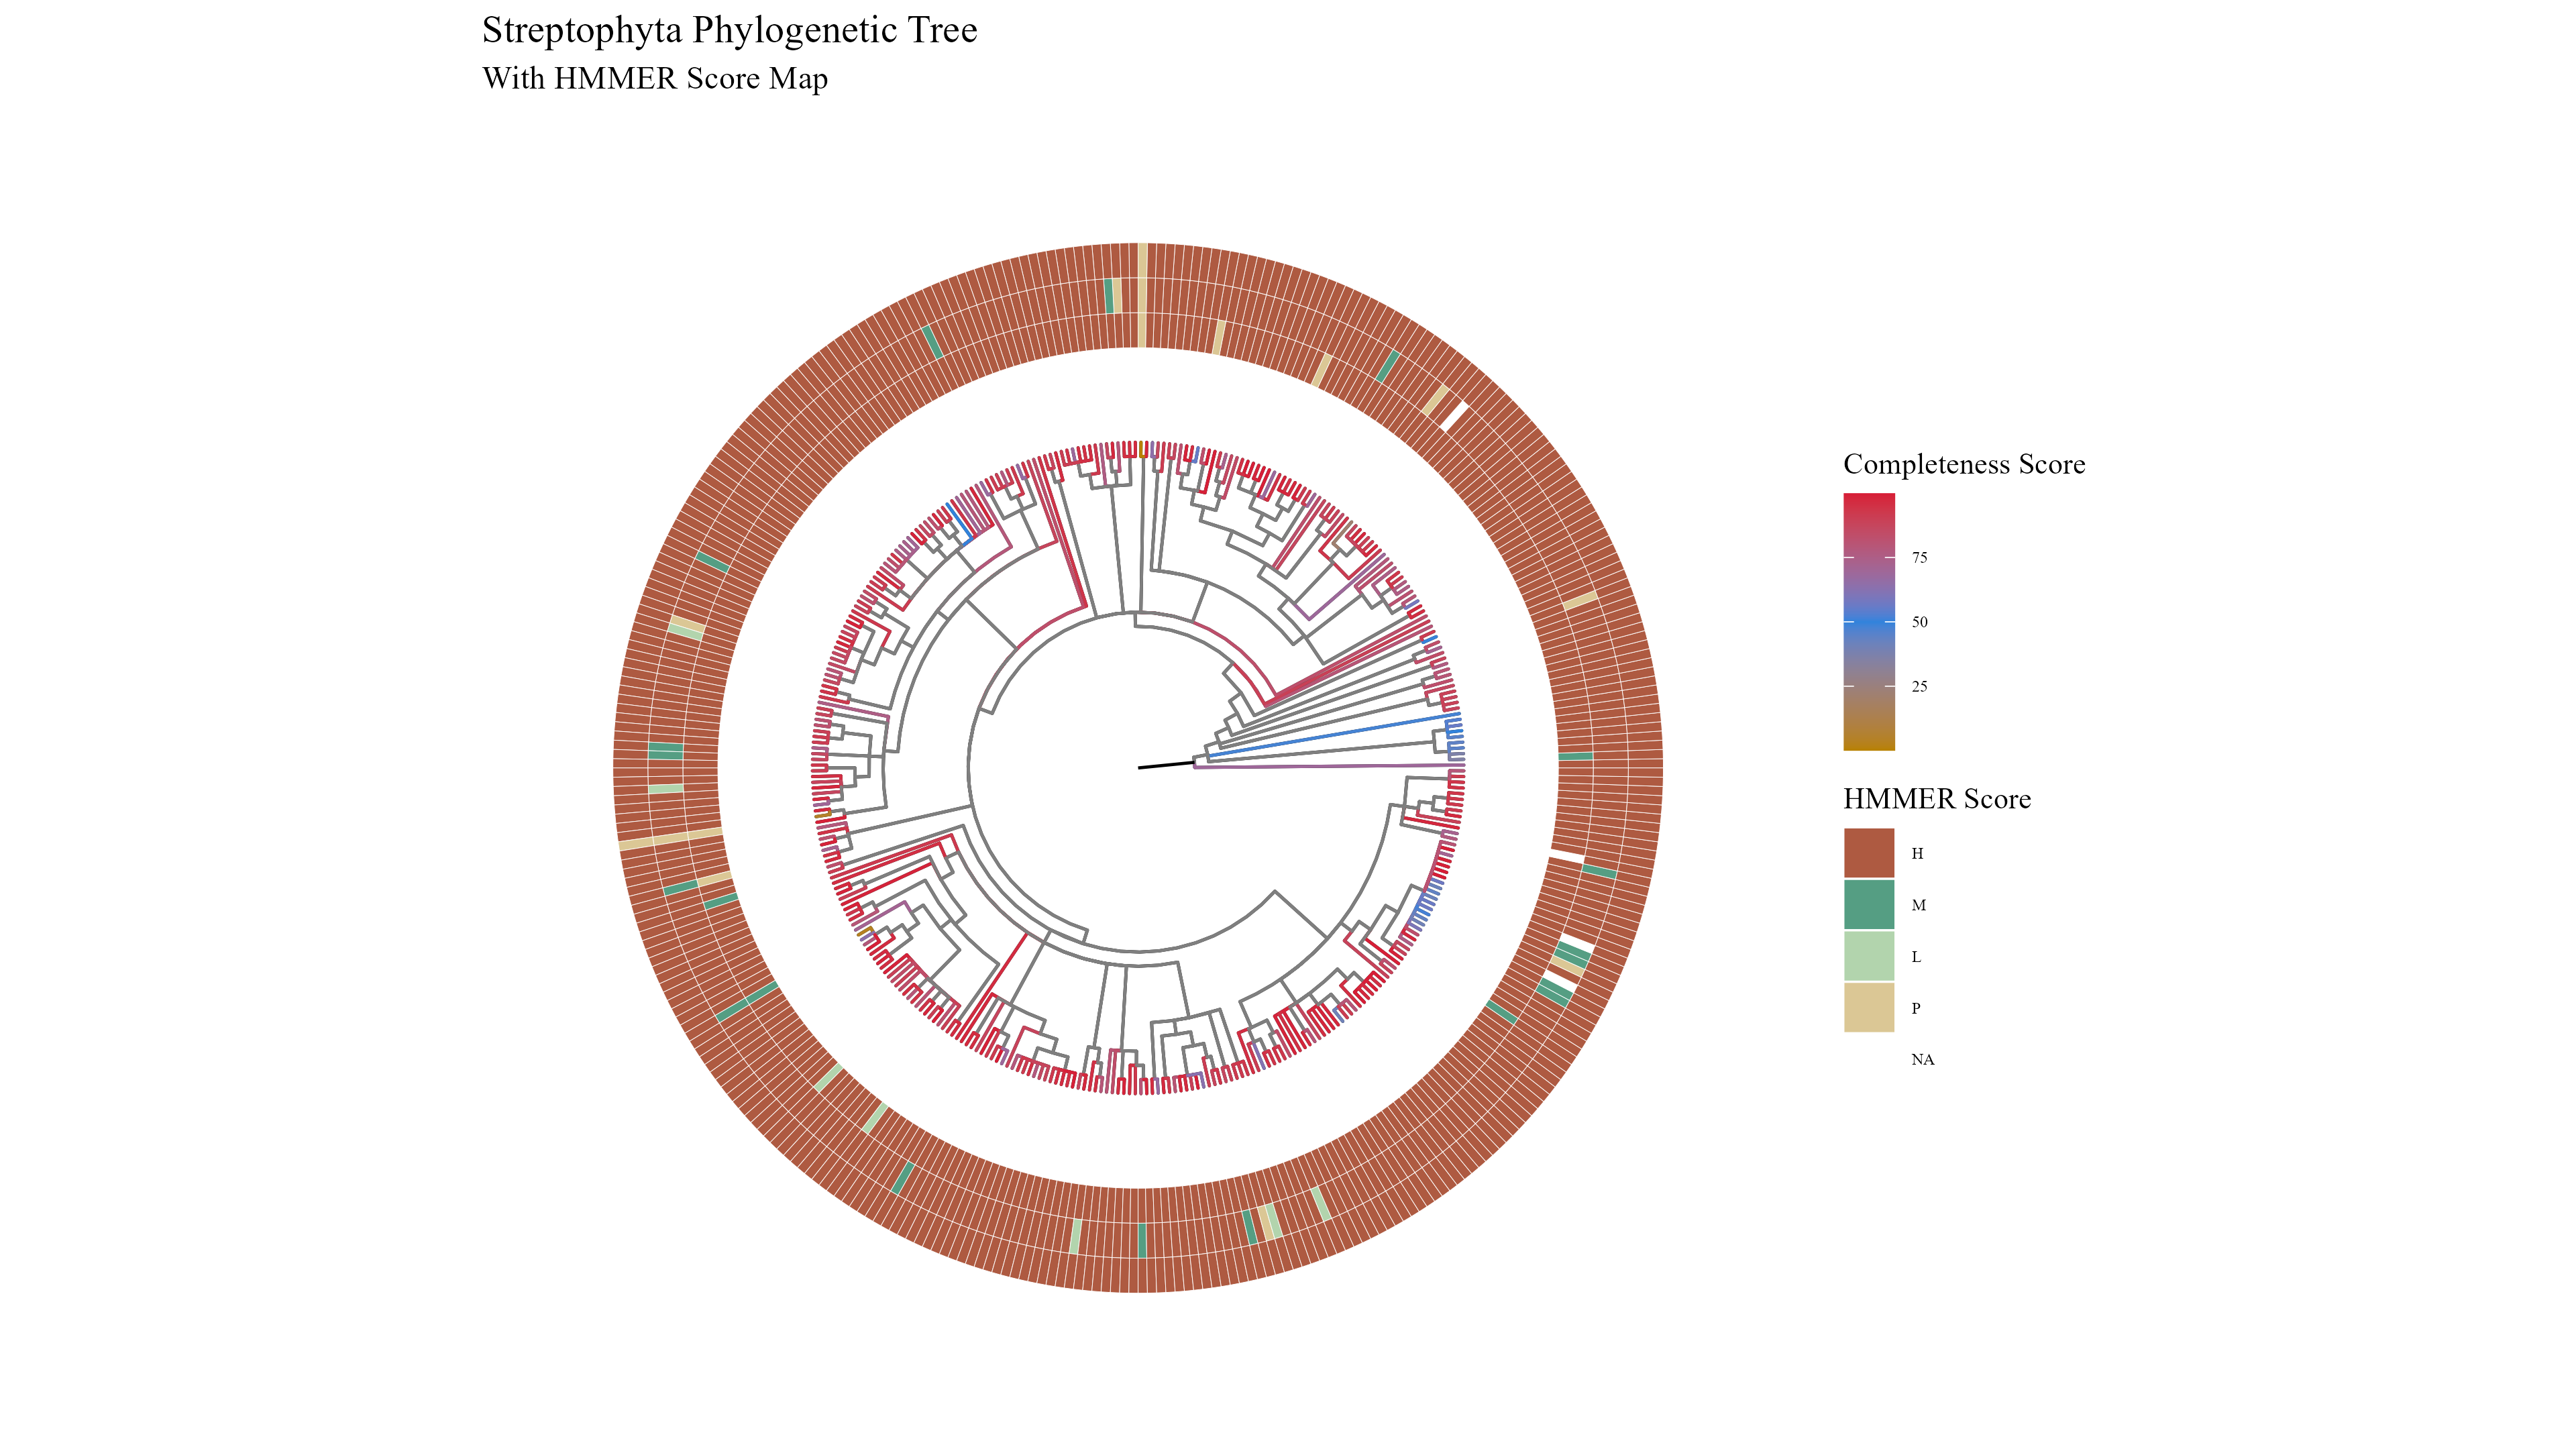 Streptophyta Phylogenetic Tree
With HMMER Score Map
Completeness Score
75
50
25
HMMER Score
H
M
L
P
NA